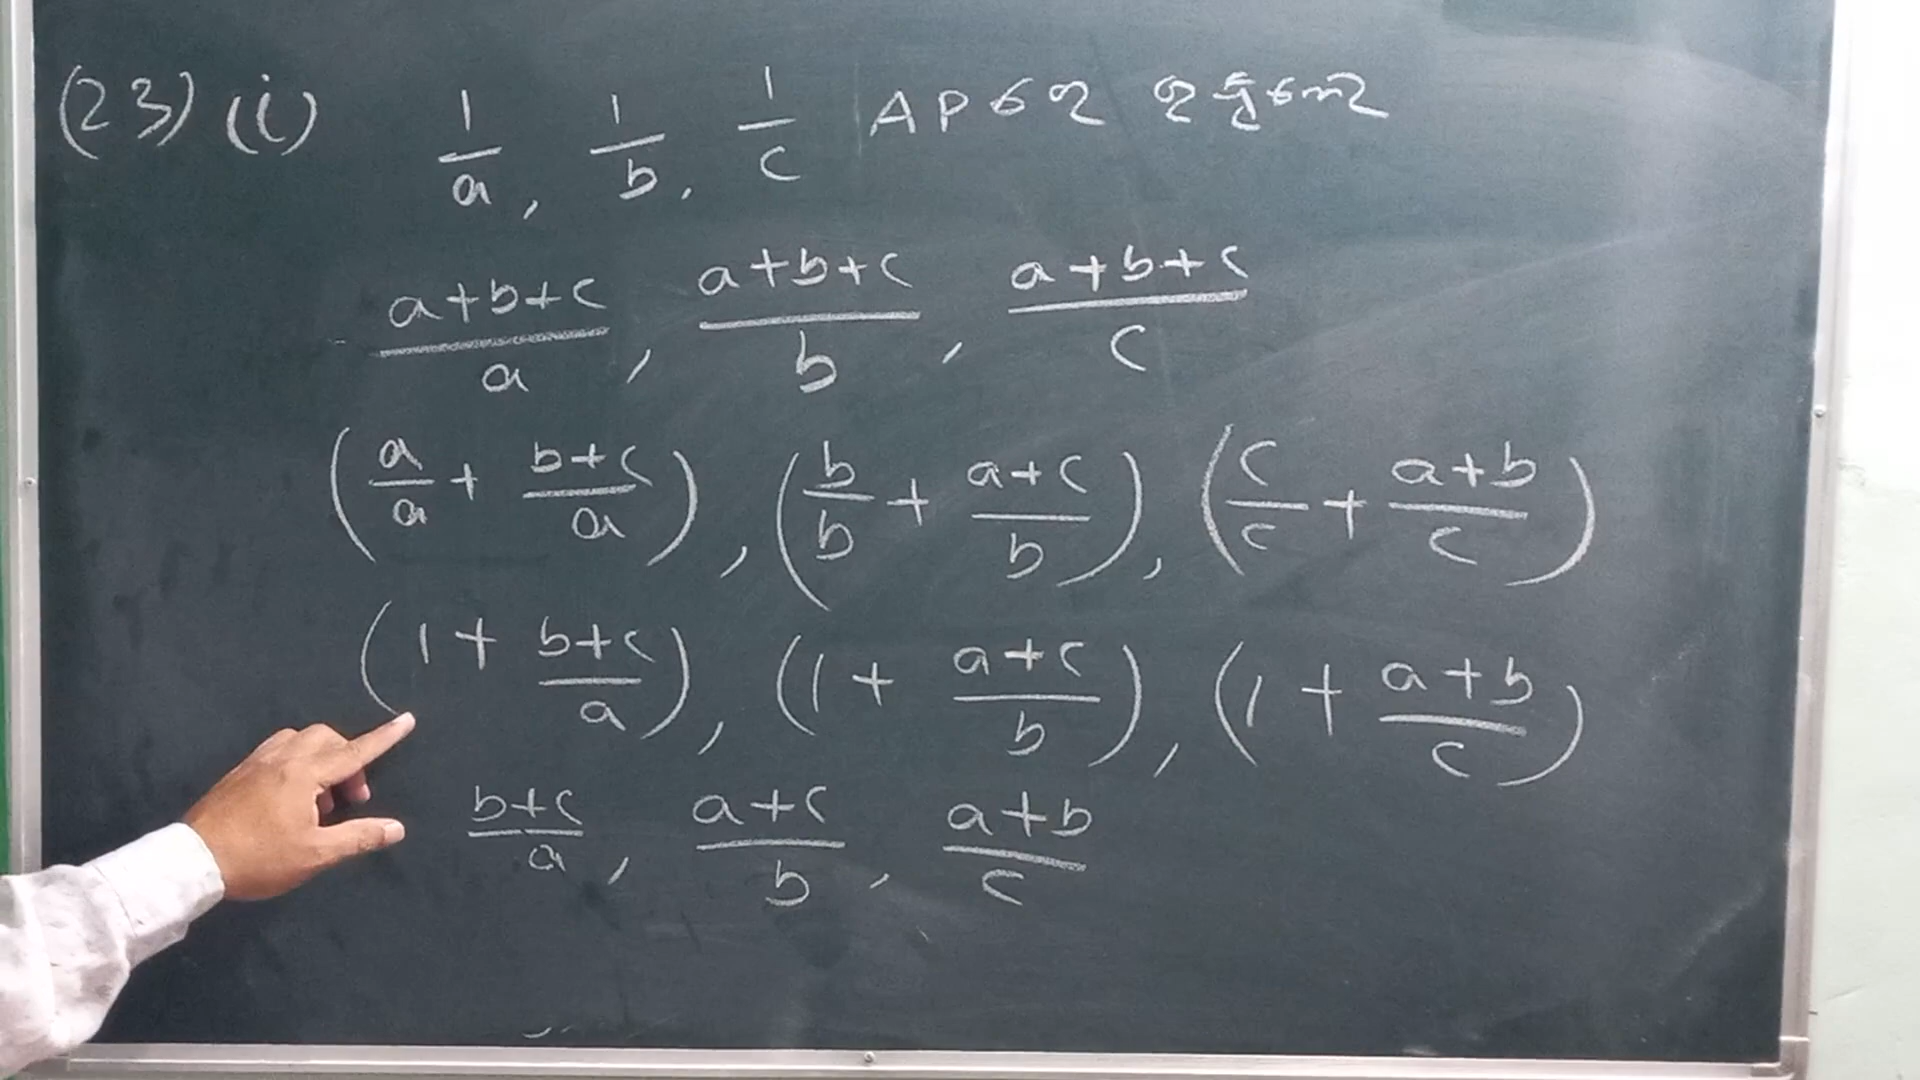 (23) (i) 1/a, 1/b, 1/c AP ରେ
(a+b+c)/a, (a+b+c)/b, (a+b+c)/c
(a/a + (b+c)/a), (b/b + (a+c)/b), (c/c + (a+b)/c)
(1 + (b+c)/a), (1 + (a+c)/b), (1 + (a+b)/c)
(b+c)/a, (a+c)/b, (a+b)/c